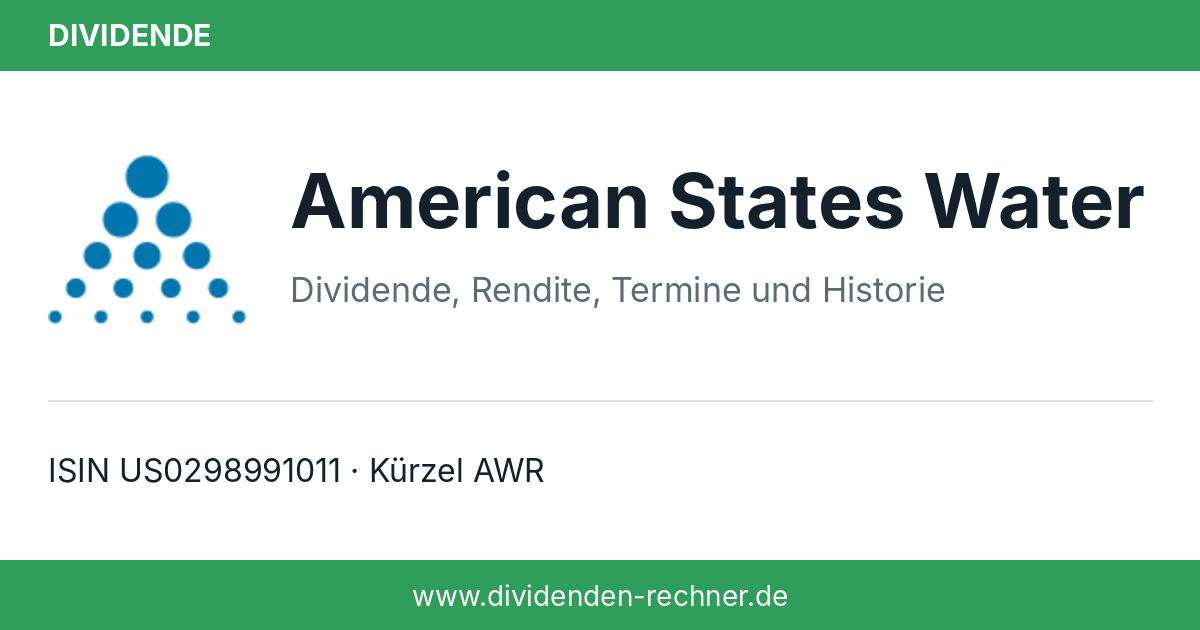 DIVIDENDE
American States Water
Dividende, Rendite, Termine und Historie
ISIN US0298991011 · Kürzel AWR
www.dividenden-rechner.de